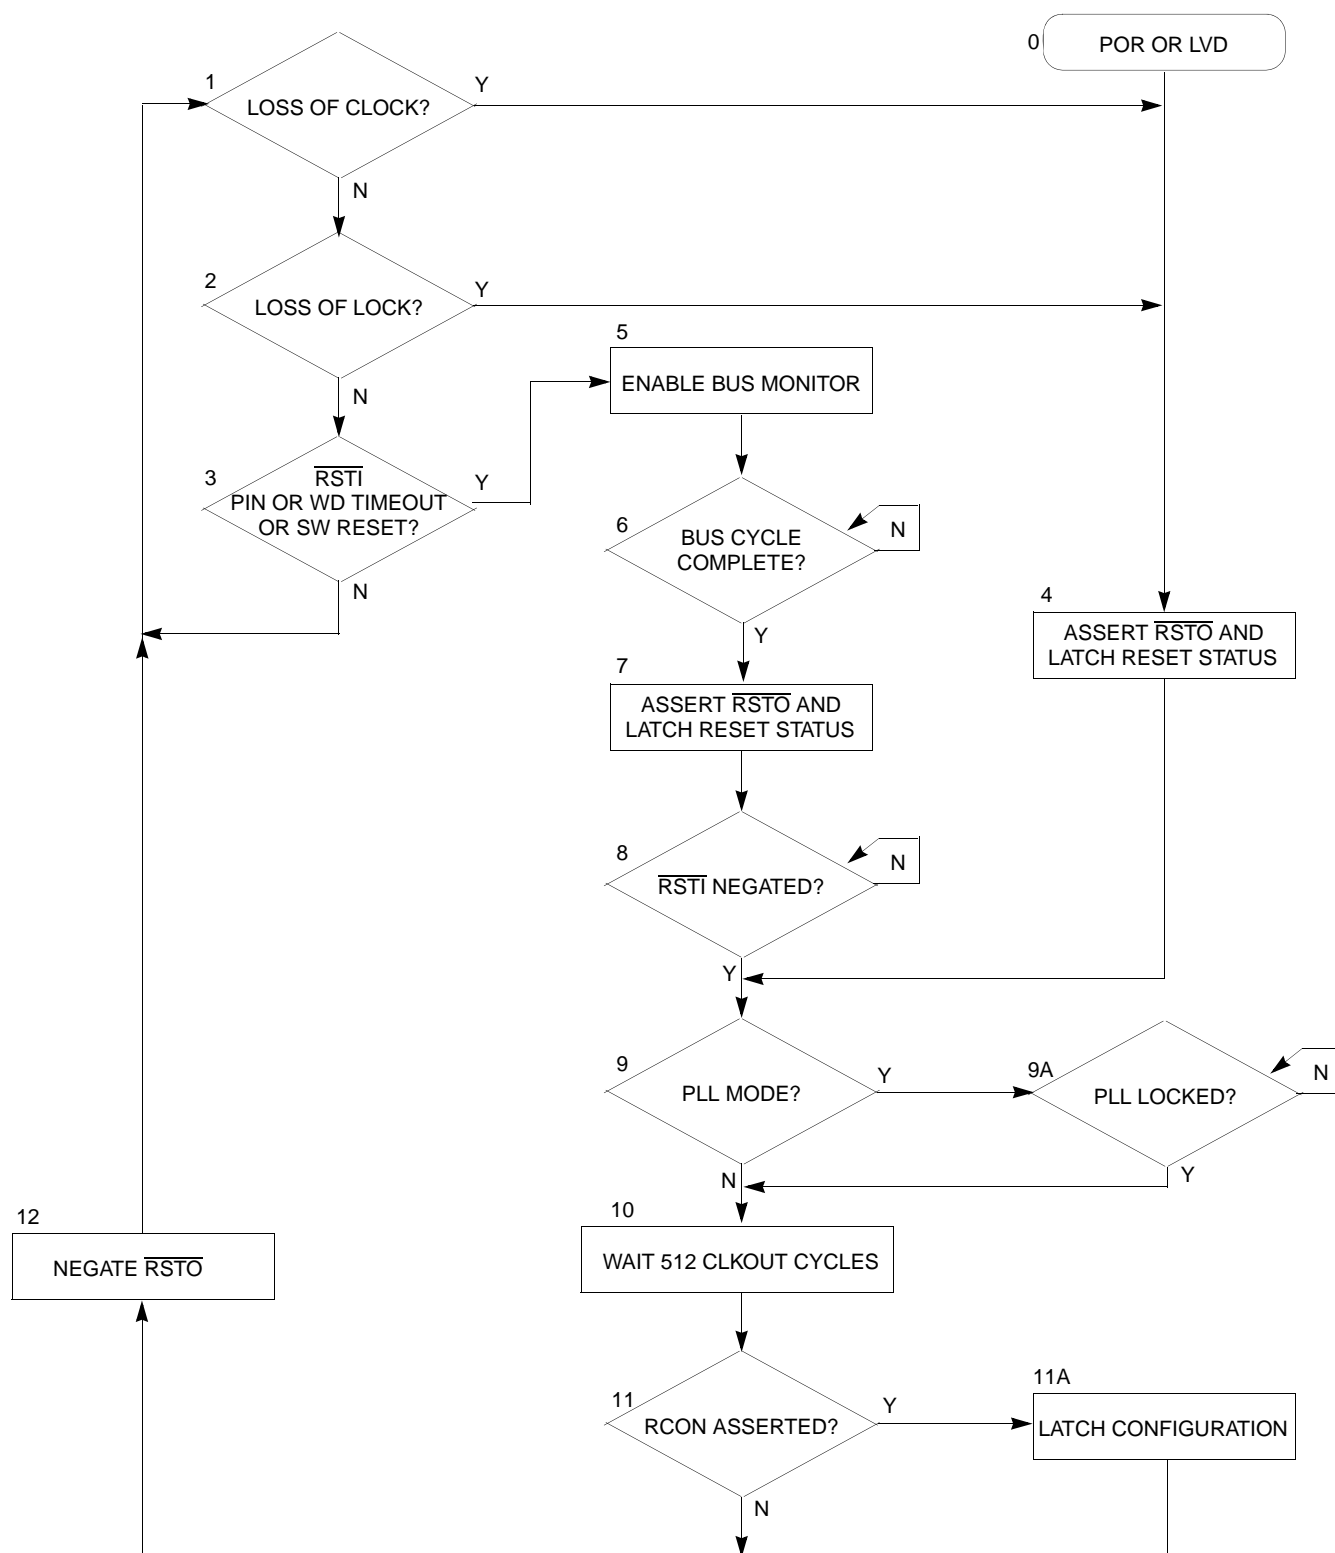 0
POR OR LVD
1
LOSS OF CLOCK?
Y
N
2
LOSS OF LOCK?
Y
N
3
RSTI
PIN OR WD TIMEOUT
OR SW RESET?
Y
N
5
ENABLE BUS MONITOR
6
BUS CYCLE
COMPLETE?
N
Y
4
ASSERT RSTO AND
LATCH RESET STATUS
7
ASSERT RSTO AND
LATCH RESET STATUS
8
RSTI NEGATED?
N
Y
9
PLL MODE?
Y
N
9A
PLL LOCKED?
N
Y
10
WAIT 512 CLKOUT CYCLES
12
NEGATE RSTO
11
RCON ASSERTED?
Y
N
11A
LATCH CONFIGURATION